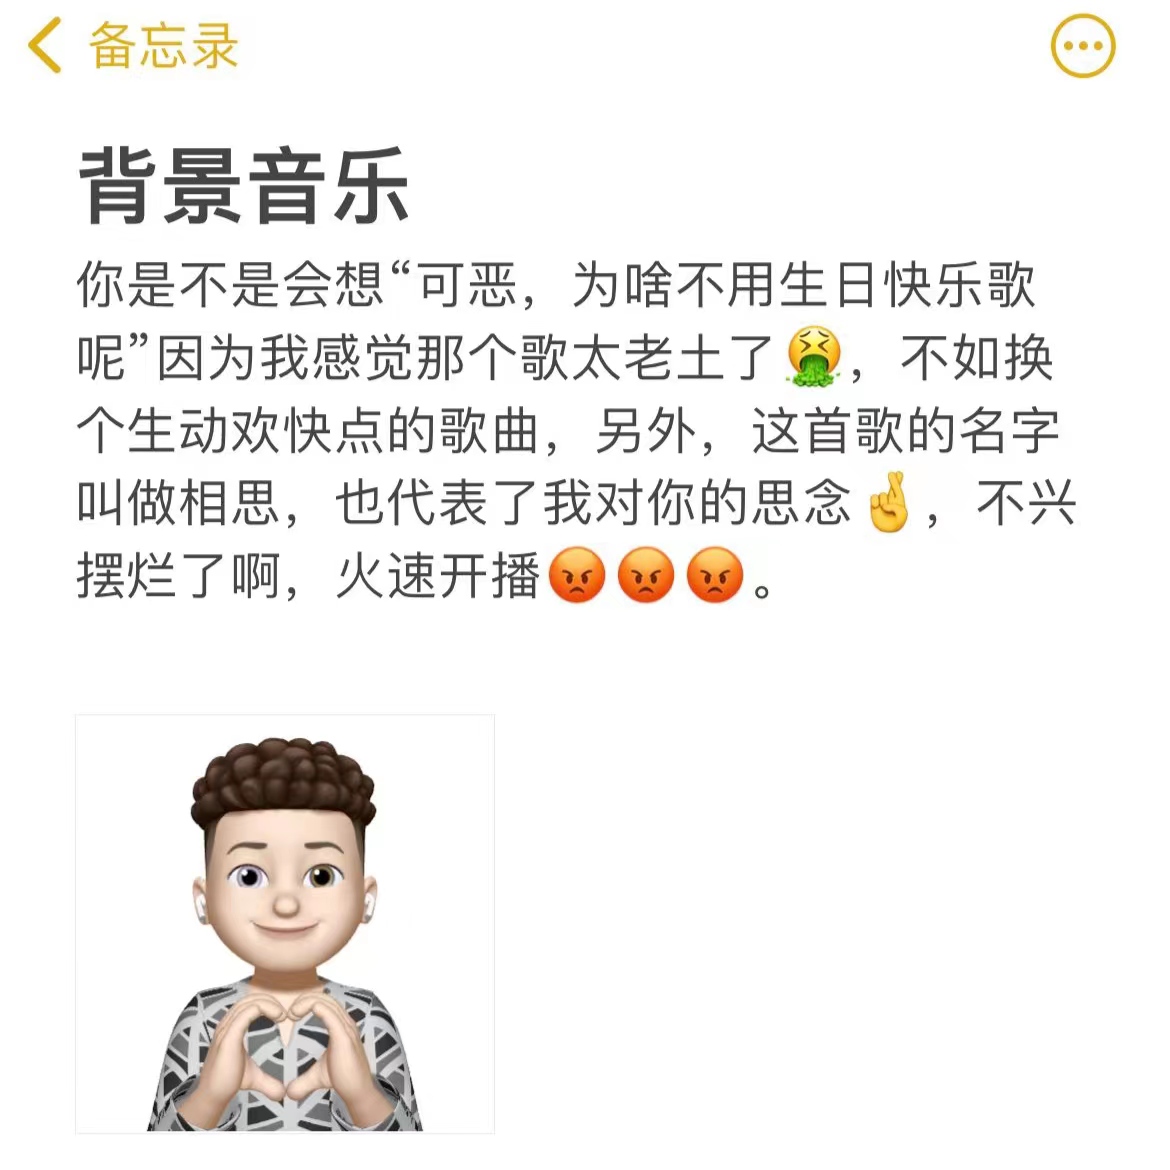 备忘录
背景音乐
你是不是会想“可恶，为啥不用生日快乐歌
呢”因为我感觉那个歌太老土了🤮，不如换
个生动欢快点的歌曲，另外，这首歌的名字
叫做相思，也代表了我对你的思念🤞，不兴
摆烂了啊，火速开播😡😡😡。